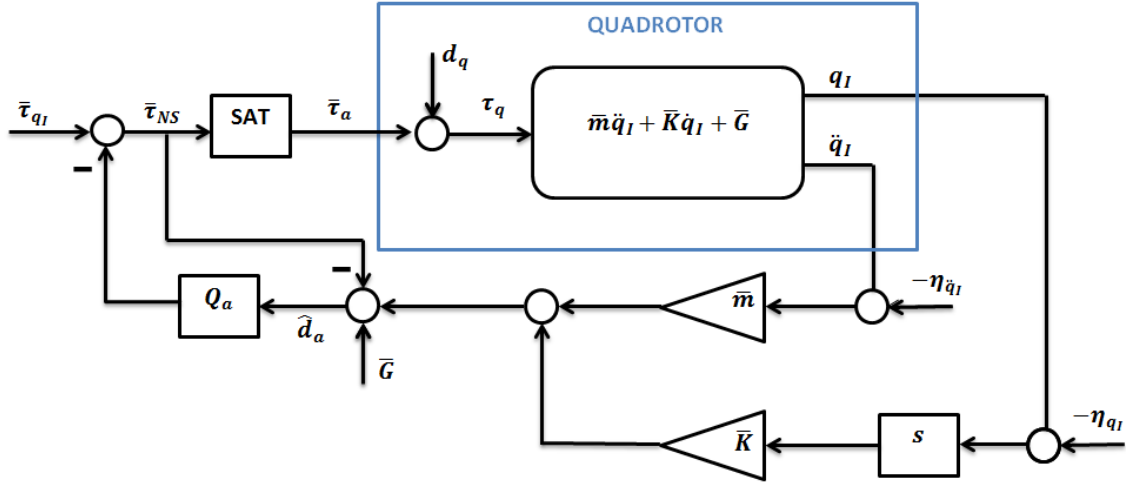 QUADROTOR
d_q
q_I
τ̄_{q_I}
τ̄_{NS}
SAT
τ̄_a
τ_q
m̄q̈_I + K̄q̇_I + Ḡ
q̈_I
−
−
−η_{q̈_I}
Q_a
m̄
d̂_a
Ḡ
−η_{q_I}
K̄
s